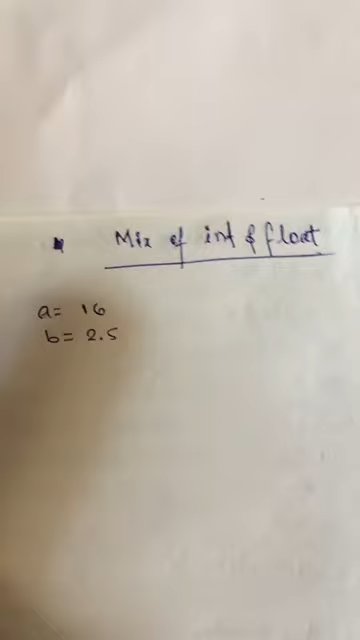 Mix of int & float
a= 16
b= 2.5